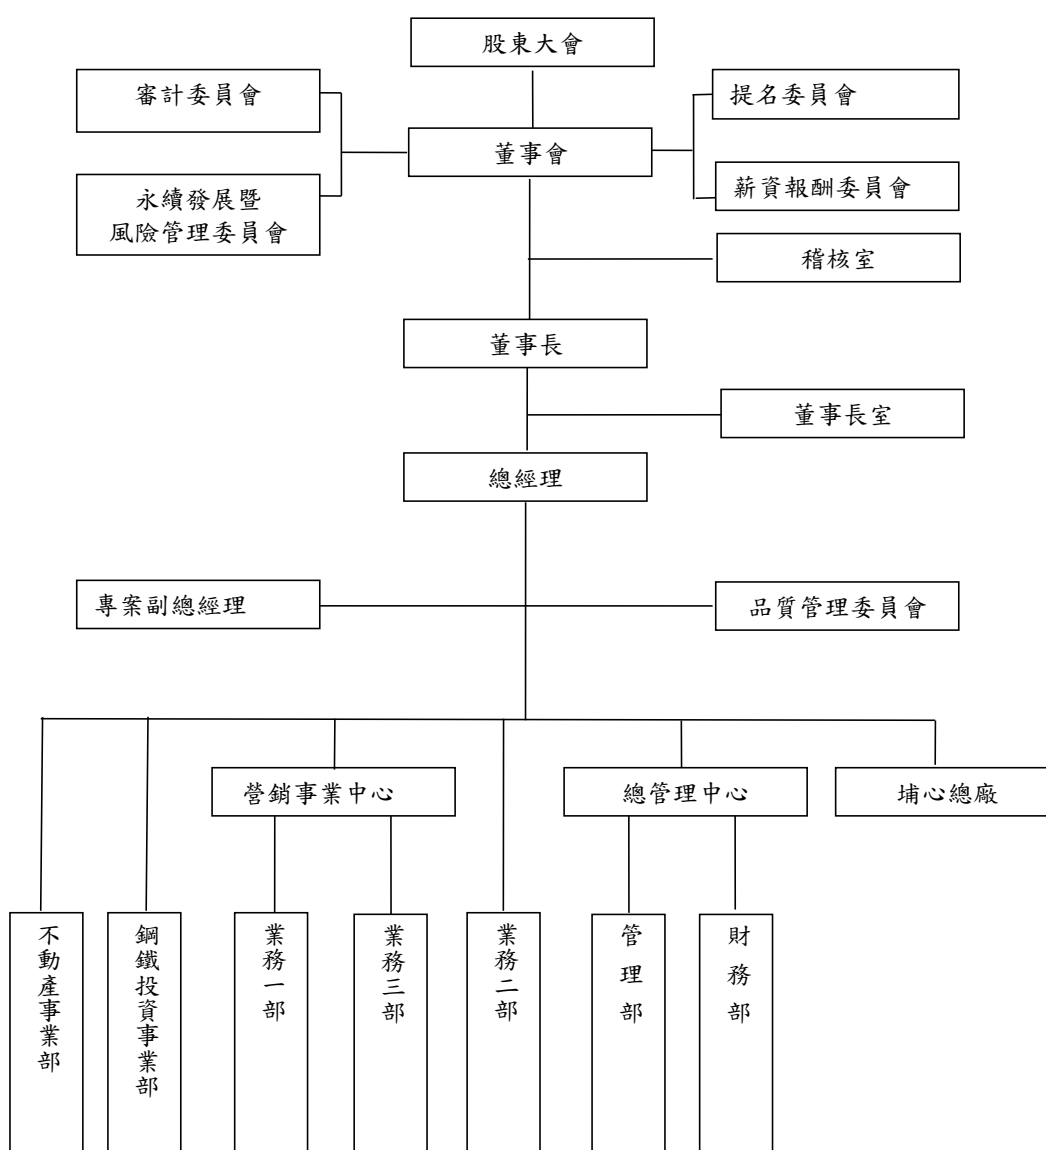 股東大會
審計委員會
提名委員會
董事會
永續發展暨
風險管理委員會
薪資報酬委員會
稽核室
董事長
董事長室
總經理
專案副總經理
品質管理委員會
營銷事業中心
總管理中心
埔心總廠
不動產事業部
鋼鐵投資事業部
業務一部
業務三部
業務二部
管理部
財務部